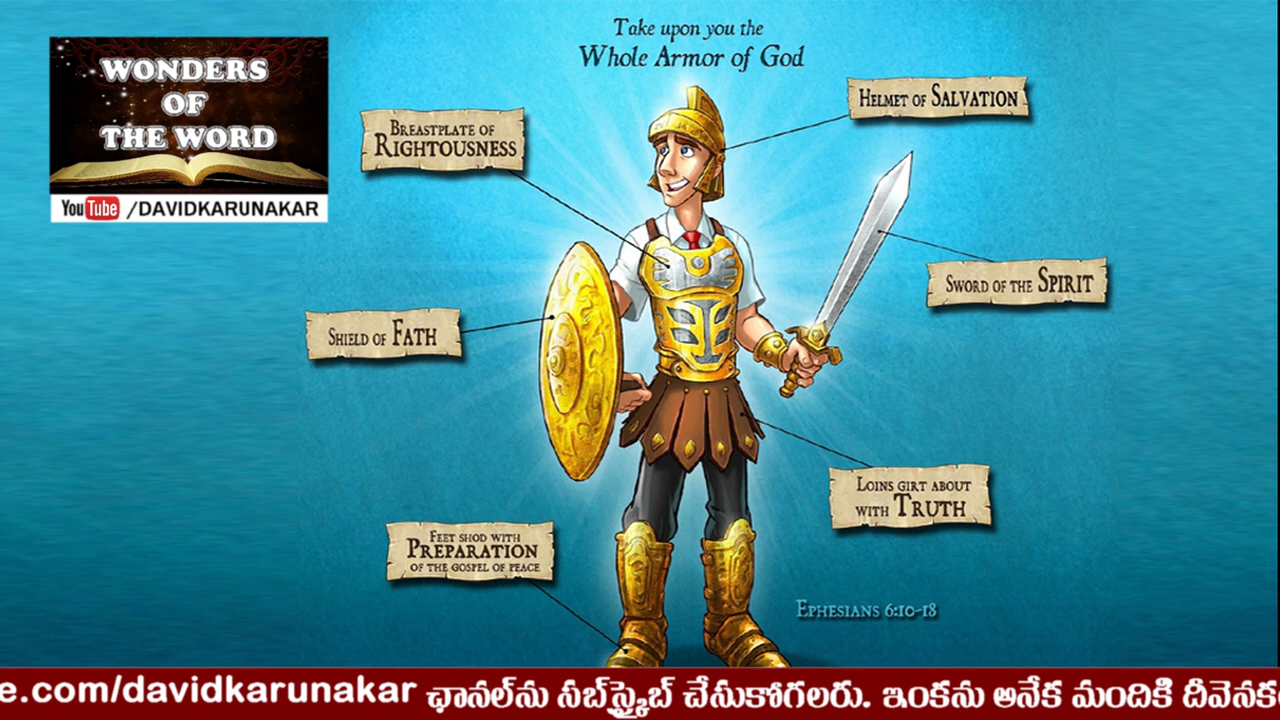 Take upon you the
Whole Armor of God
WONDERS
OF
THE WORD
YouTube /DAVIDKARUNAKAR
BREASTPLATE OF
RIGHTOUSNESS
HELMET OF SALVATION
SWORD OF THE SPIRIT
SHIELD OF FATH
LOINS GIRT ABOUT
WITH TRUTH
FEET SHOD WITH
PREPARATION
OF THE GOSPEL OF PEACE
EPHESIANS 6:10-18
e.com/davidkarunakar ఛానల్‌ను సబ్‌స్క్రైబ్ చేసుకోగలరు. ఇంకను అనేక మందికి దీవెనక